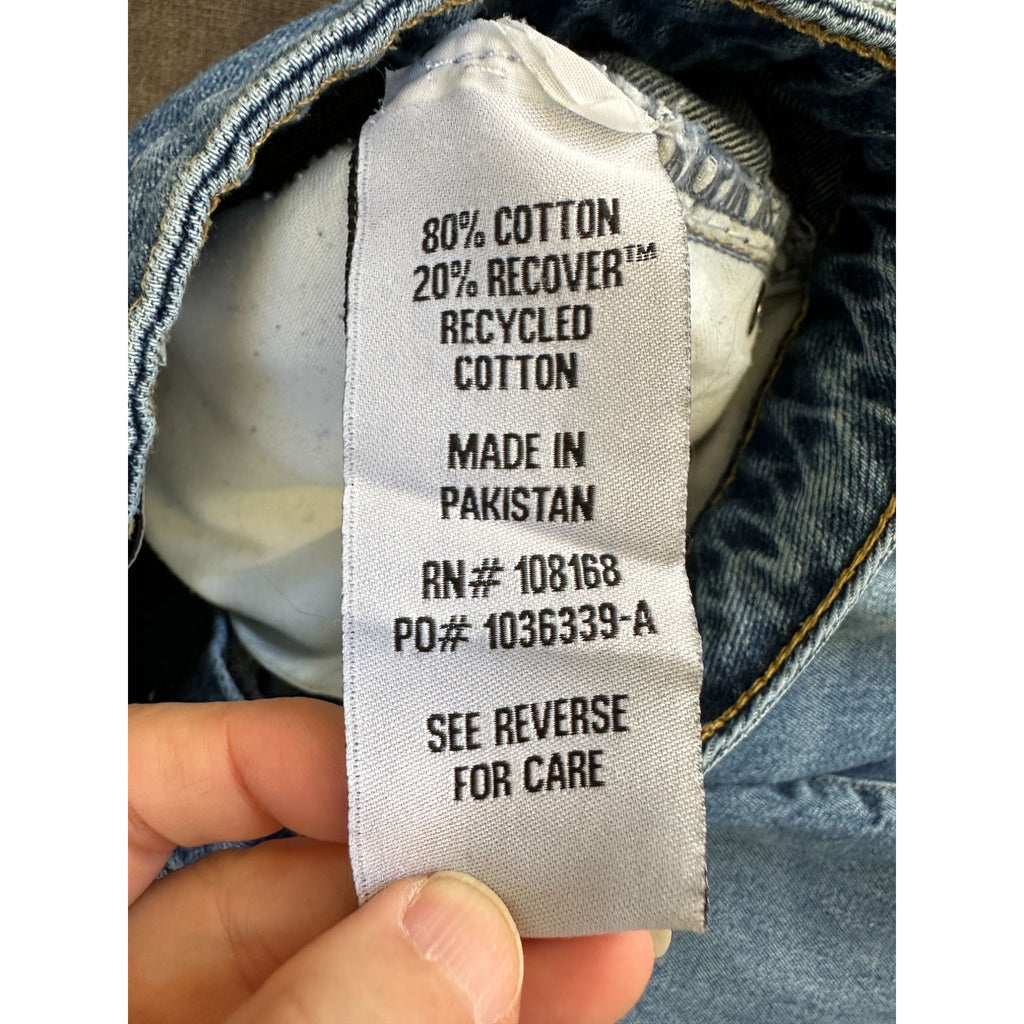 80% COTTON
20% RECOVER™
RECYCLED
COTTON
MADE IN
PAKISTAN
RN# 108168
PO# 1036339-A
SEE REVERSE
FOR CARE